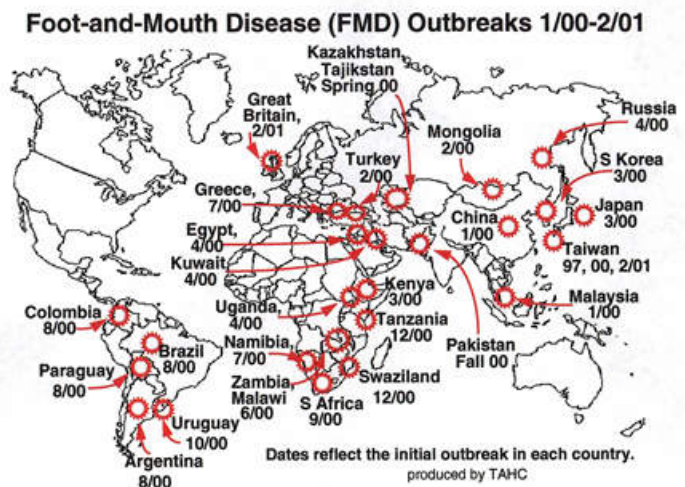 Foot-and-Mouth Disease (FMD) Outbreaks 1/00-2/01
Kazakhstan
Tajikstan
Spring 00
Great
Britain,
2/01
Russia
4/00
Mongolia
2/00
Turkey
2/00
S Korea
3/00
Greece,
7/00
Japan
3/00
China
1/00
Egypt,
4/00
Taiwan
97, 00, 2/01
Kuwait,
4/00
Kenya
3/00
Malaysia
1/00
Uganda,
4/00
Colombia
8/00
Tanzania
12/00
Pakistan
Fall 00
Namibia,
7/00
Brazil
8/00
Paraguay
8/00
Swaziland
12/00
Zambia,
Malawi
6/00
S Africa
9/00
Uruguay
10/00
Argentina
8/00
Dates reflect the initial outbreak in each country.
produced by TAHC